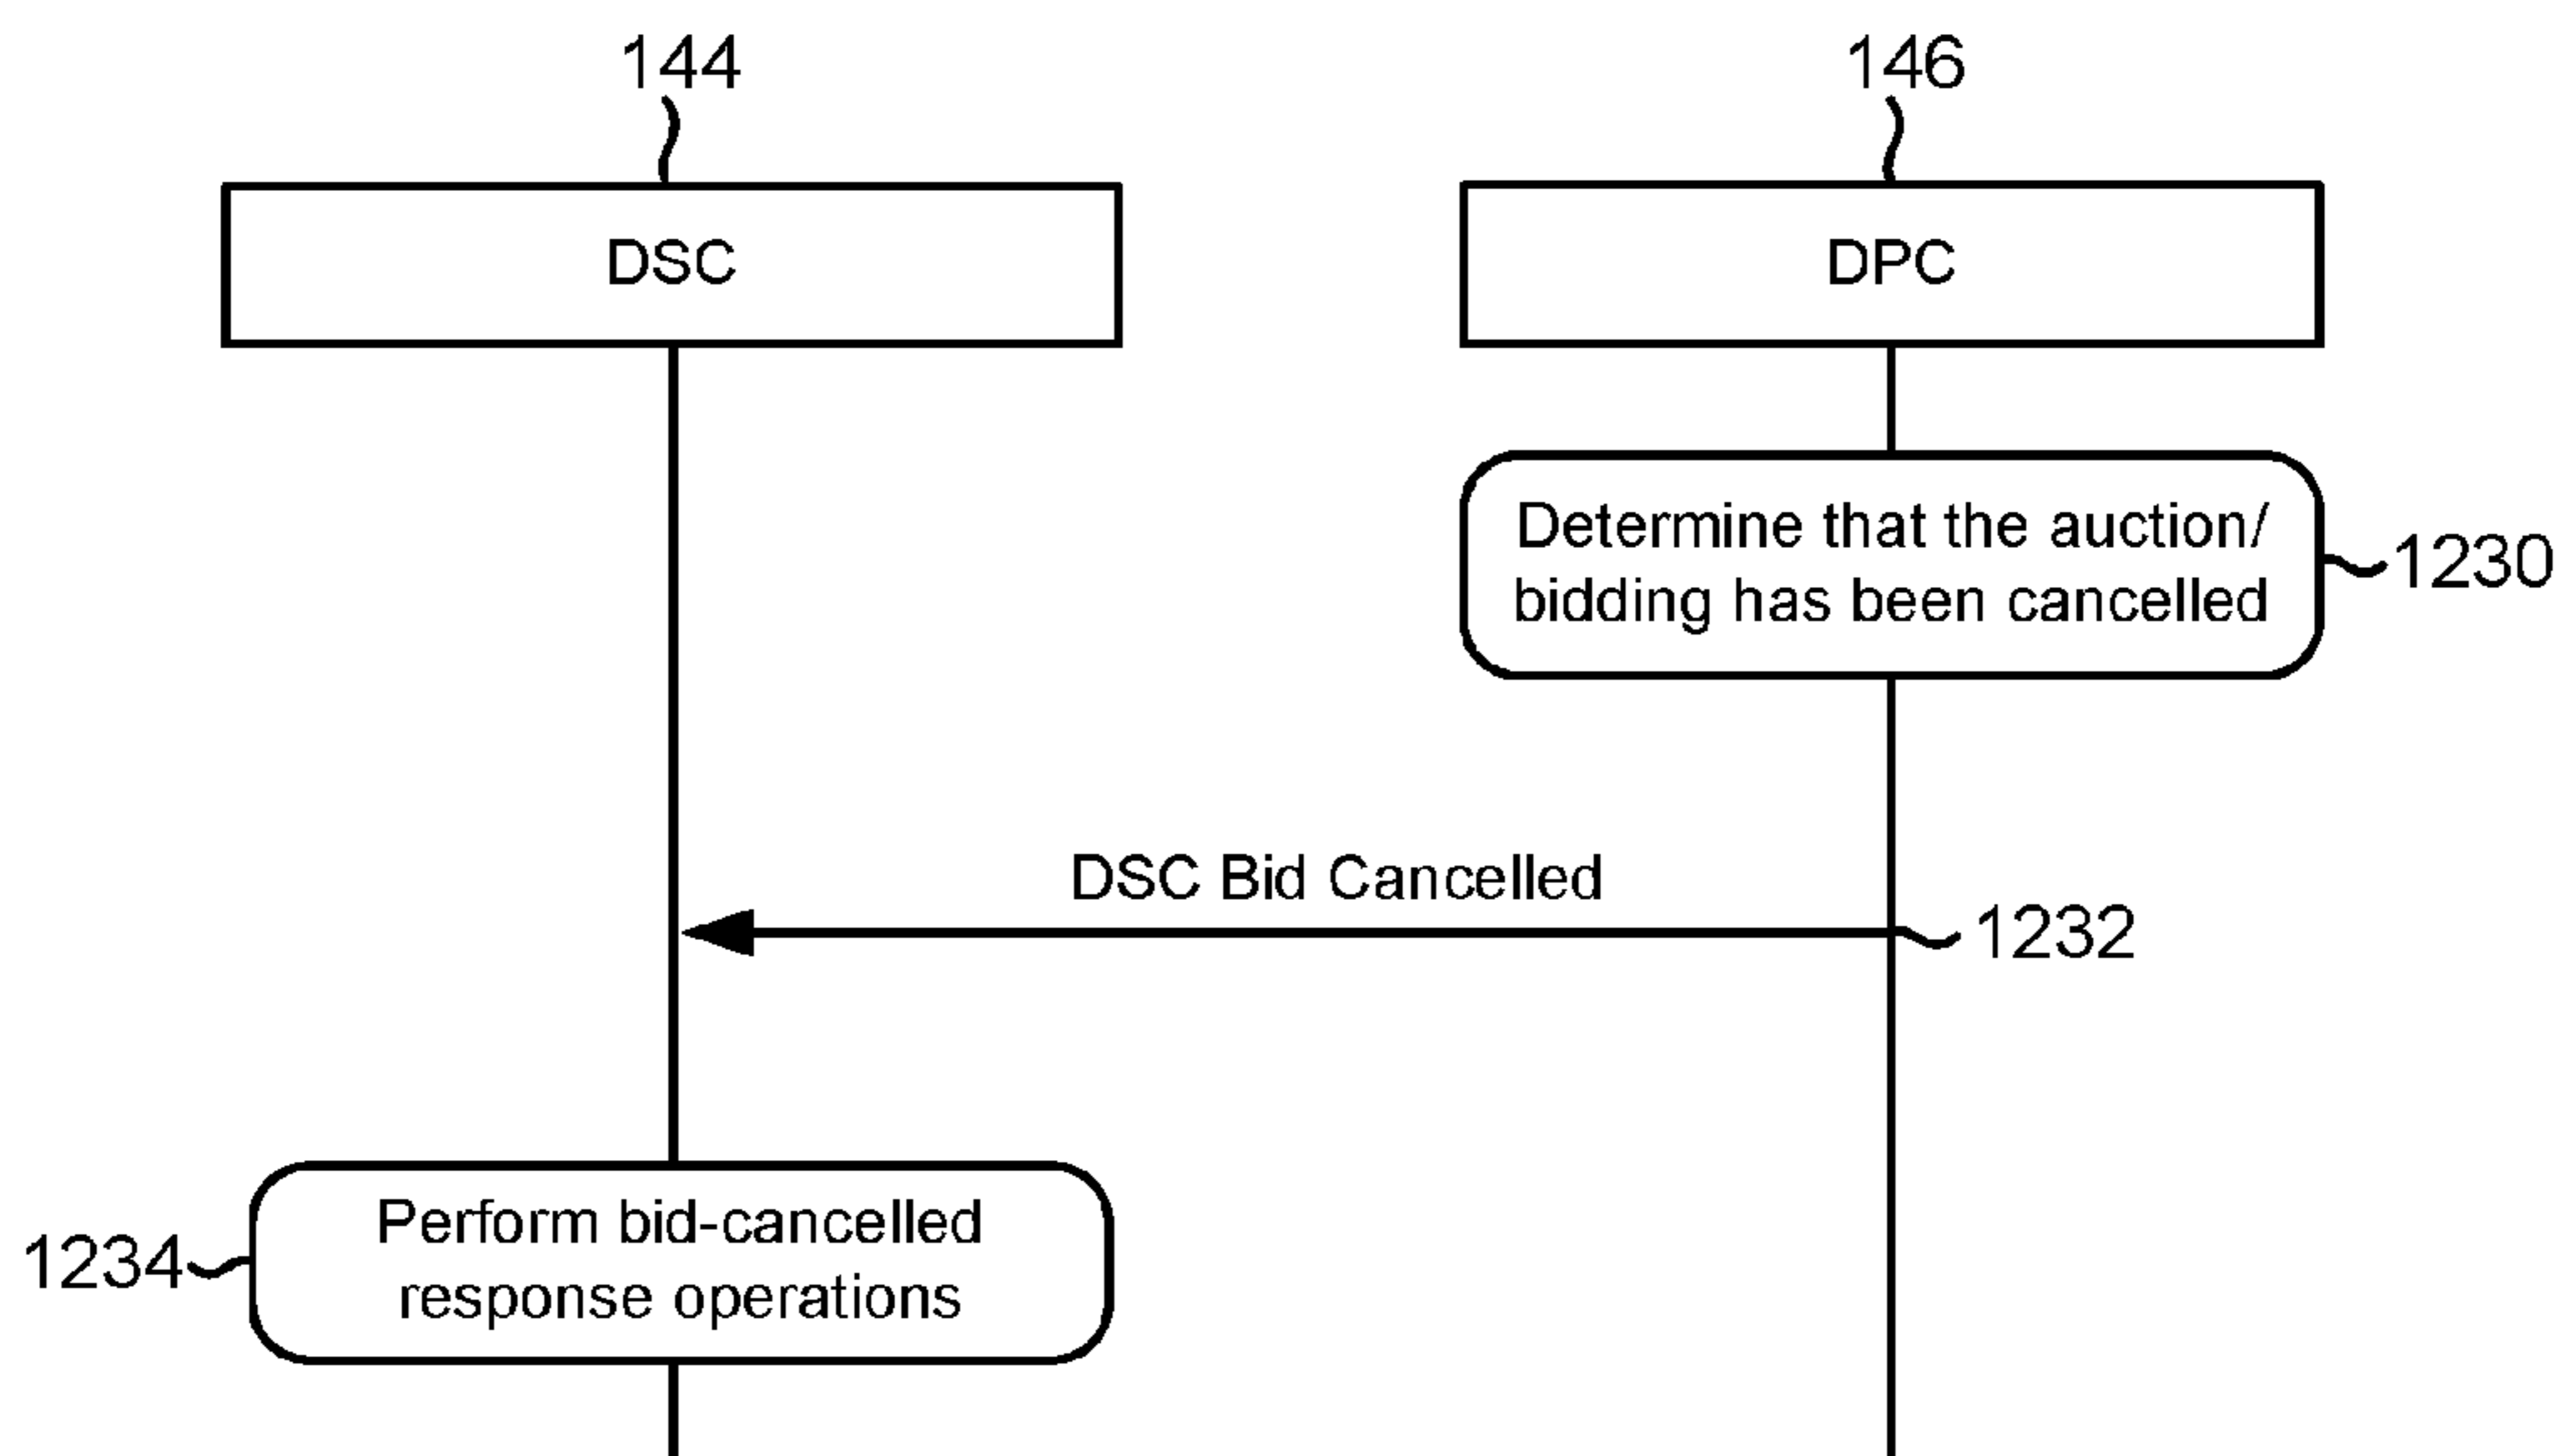 144
146
DSC
DPC
Determine that the auction/
bidding has been cancelled
1230
DSC Bid Cancelled
1232
Perform bid-cancelled
response operations
1234